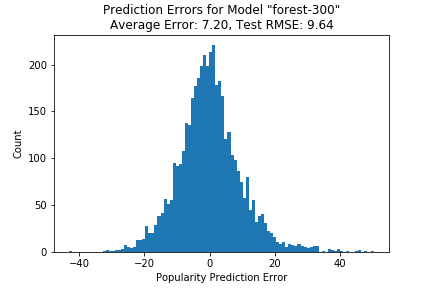 Prediction Errors for Model "forest-300"
Average Error: 7.20, Test RMSE: 9.64
200
150
100
50
0
Count
−40 −20 0 20 40
Popularity Prediction Error